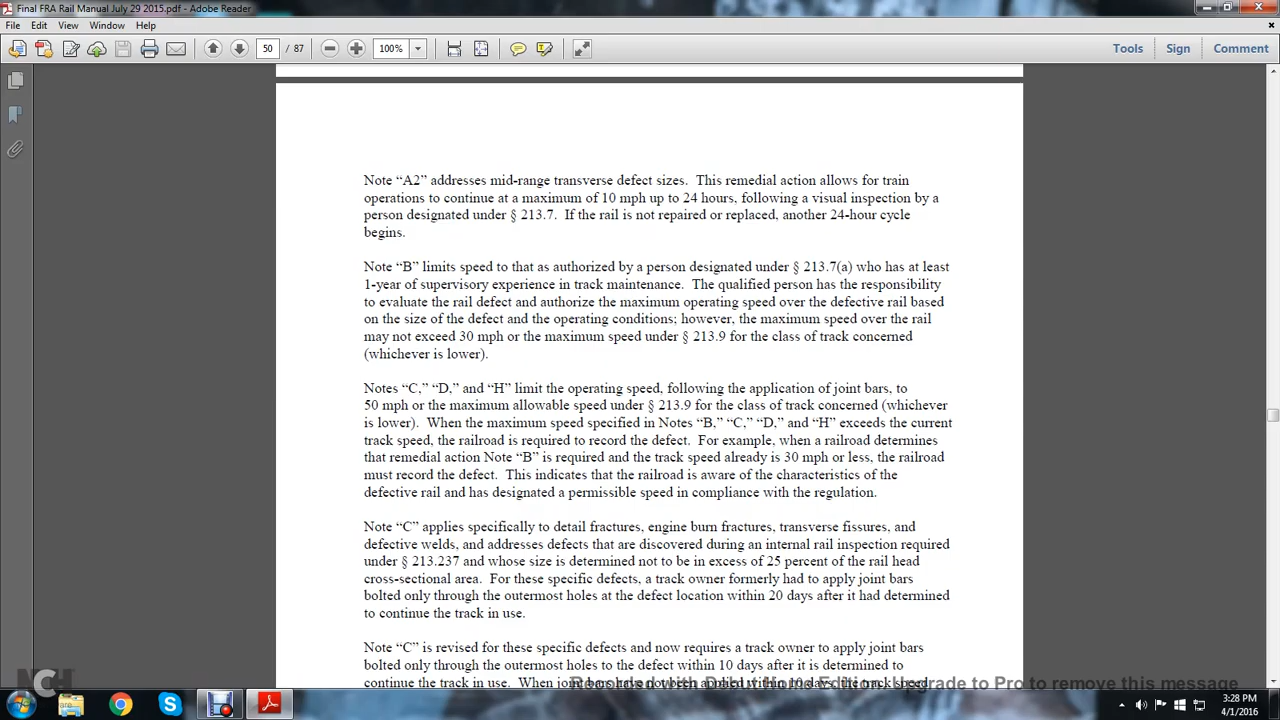 Final FRA Rail Manual July 29 2015.pdf - Adobe Reader
File Edit View Window Help
50 / 87 100% Tools Sign Comment
Note “A2” addresses mid-range transverse defect sizes. This remedial action allows for train
operations to continue at a maximum of 10 mph up to 24 hours, following a visual inspection by a
person designated under § 213.7. If the rail is not repaired or replaced, another 24-hour cycle
begins.
Note “B” limits speed to that as authorized by a person designated under § 213.7(a) who has at least
1-year of supervisory experience in track maintenance. The qualified person has the responsibility
to evaluate the rail defect and authorize the maximum operating speed over the defective rail based
on the size of the defect and the operating conditions; however, the maximum speed over the rail
may not exceed 30 mph or the maximum speed under § 213.9 for the class of track concerned
(whichever is lower).
Notes “C,” “D,” and “H” limit the operating speed, following the application of joint bars, to
50 mph or the maximum allowable speed under § 213.9 for the class of track concerned (whichever
is lower). When the maximum speed specified in Notes “B,” “C,” “D,” and “H” exceeds the current
track speed, the railroad is required to record the defect. For example, when a railroad determines
that remedial action Note “B” is required and the track speed already is 30 mph or less, the railroad
must record the defect. This indicates that the railroad is aware of the characteristics of the
defective rail and has designated a permissible speed in compliance with the regulation.
Note “C” applies specifically to detail fractures, engine burn fractures, transverse fissures, and
defective welds, and addresses defects that are discovered during an internal rail inspection required
under § 213.237 and whose size is determined not to be in excess of 25 percent of the rail head
cross-sectional area. For these specific defects, a track owner formerly had to apply joint bars
bolted only through the outermost holes at the defect location within 20 days after it had determined
to continue the track in use.
Note “C” is revised for these specific defects and now requires a track owner to apply joint bars
bolted only through the outermost holes to the defect within 10 days after it is determined to
continue the track in use. When joint bars have not been applied within 10 days, the track speed
NCH
Recorded with Debut Home Edition. Upgrade to Pro to remove this message
3:28 PM
4/1/2016